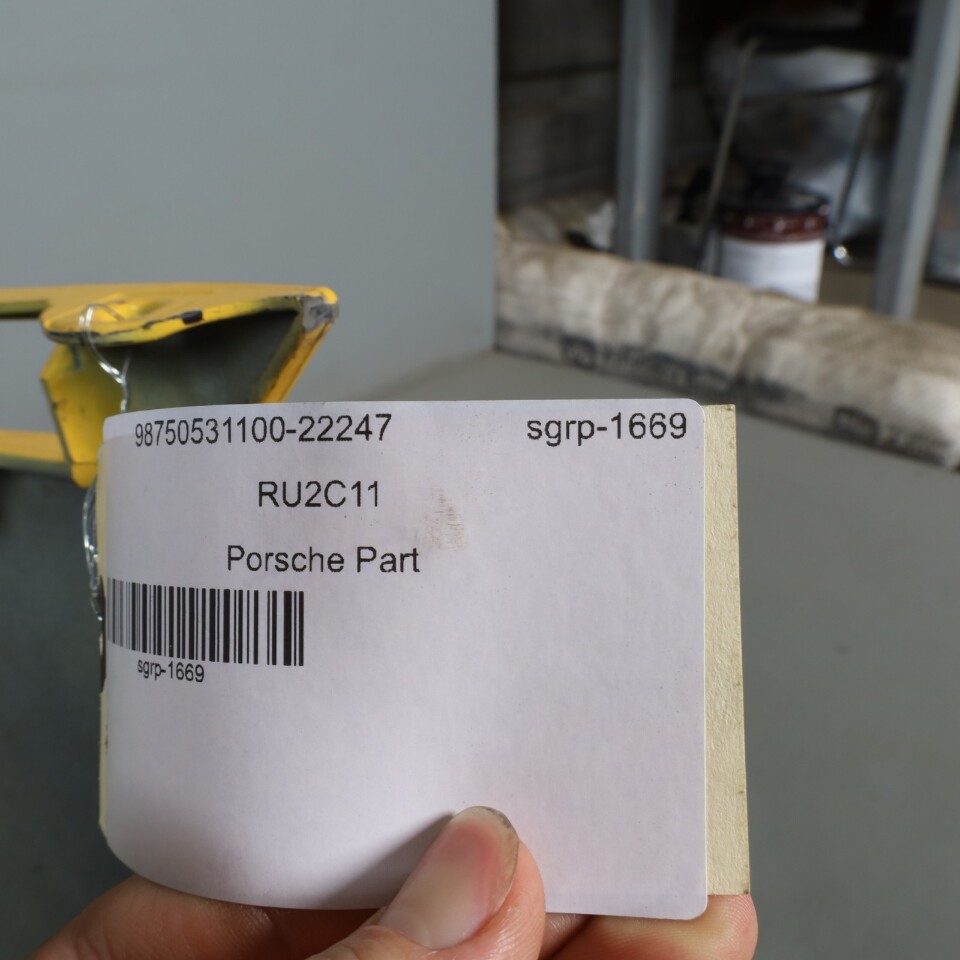 98750531100-22247 sgrp-1669
RU2C11
Porsche Part
sgrp-1669